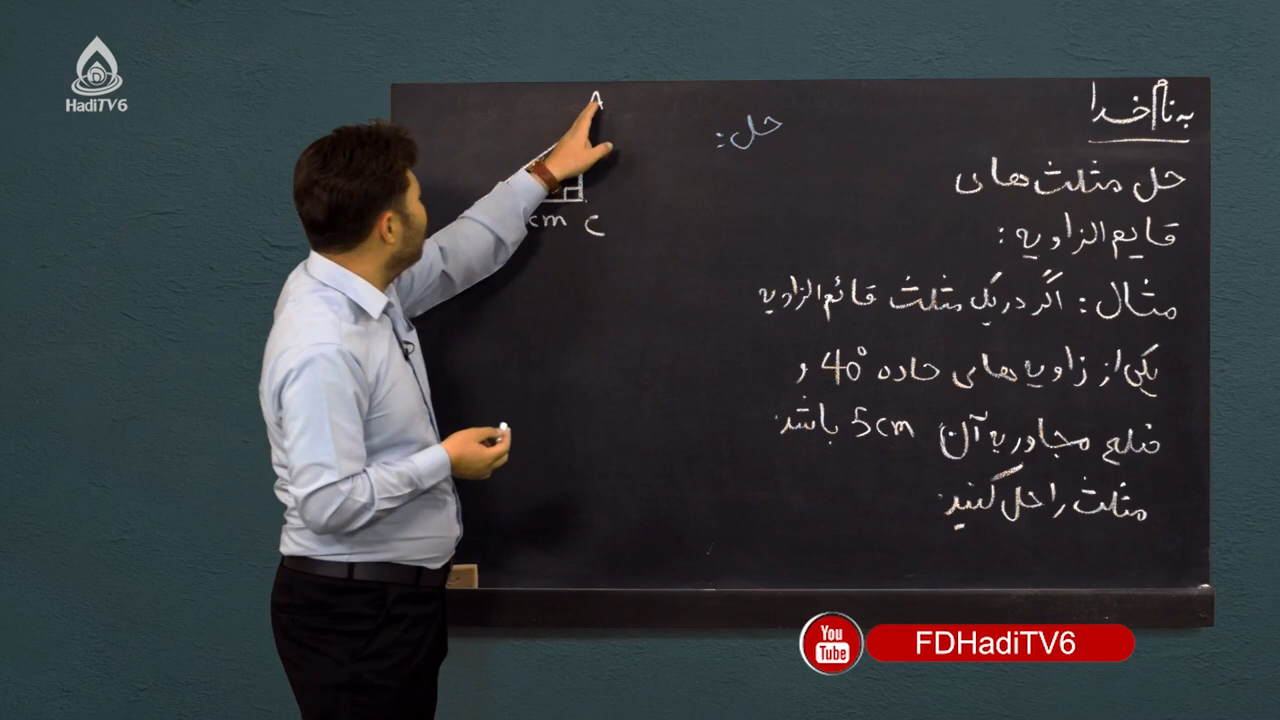 HadiTV6
به نام خدا
حل مثلث های
قایم الزاویه :
مثال : اگر در یک مثلث قائم الزاویه
یکی از زاویه های حاده 40° و
ضلع مجاور به آن 5cm باشد
مثلث را حل کنید.
حل :
A
cm C
You Tube
FDHadiTV6